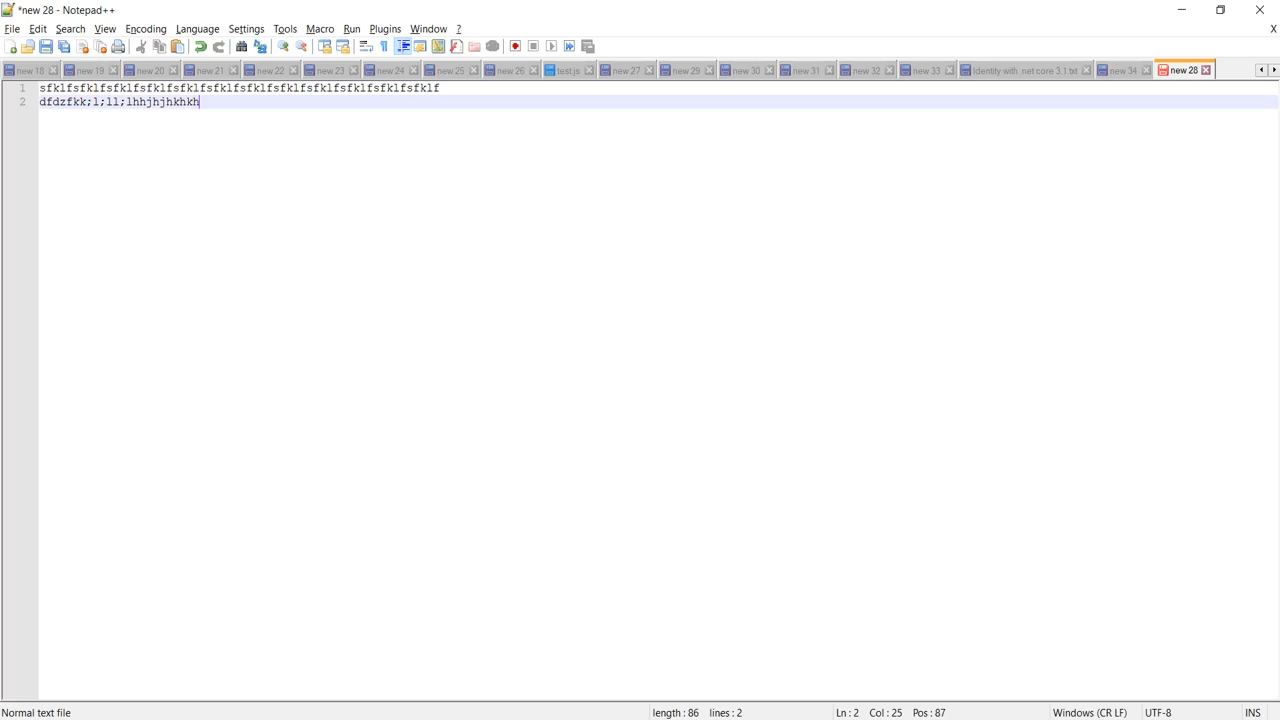 *new 28 - Notepad++
File Edit Search View Encoding Language Settings Tools Macro Run Plugins Window ? X
new 18 new 19 new 20 new 21 new 22 new 23 new 24 new 25 new 26 test.js new 27 new 29 new 30 new 31 new 32 new 33 Identity with .net core 3.1.txt new 34 new 28
1 sfklfsfklfsfklfsfklfsfklfsfklfsfklfsfklfsfklfsfklfsfklfsfklf
2 dfdzfkk;l;ll;lhhjhjhkhkh
Normal text file length : 86 lines : 2 Ln : 2 Col : 25 Pos : 87 Windows (CR LF) UTF-8 INS